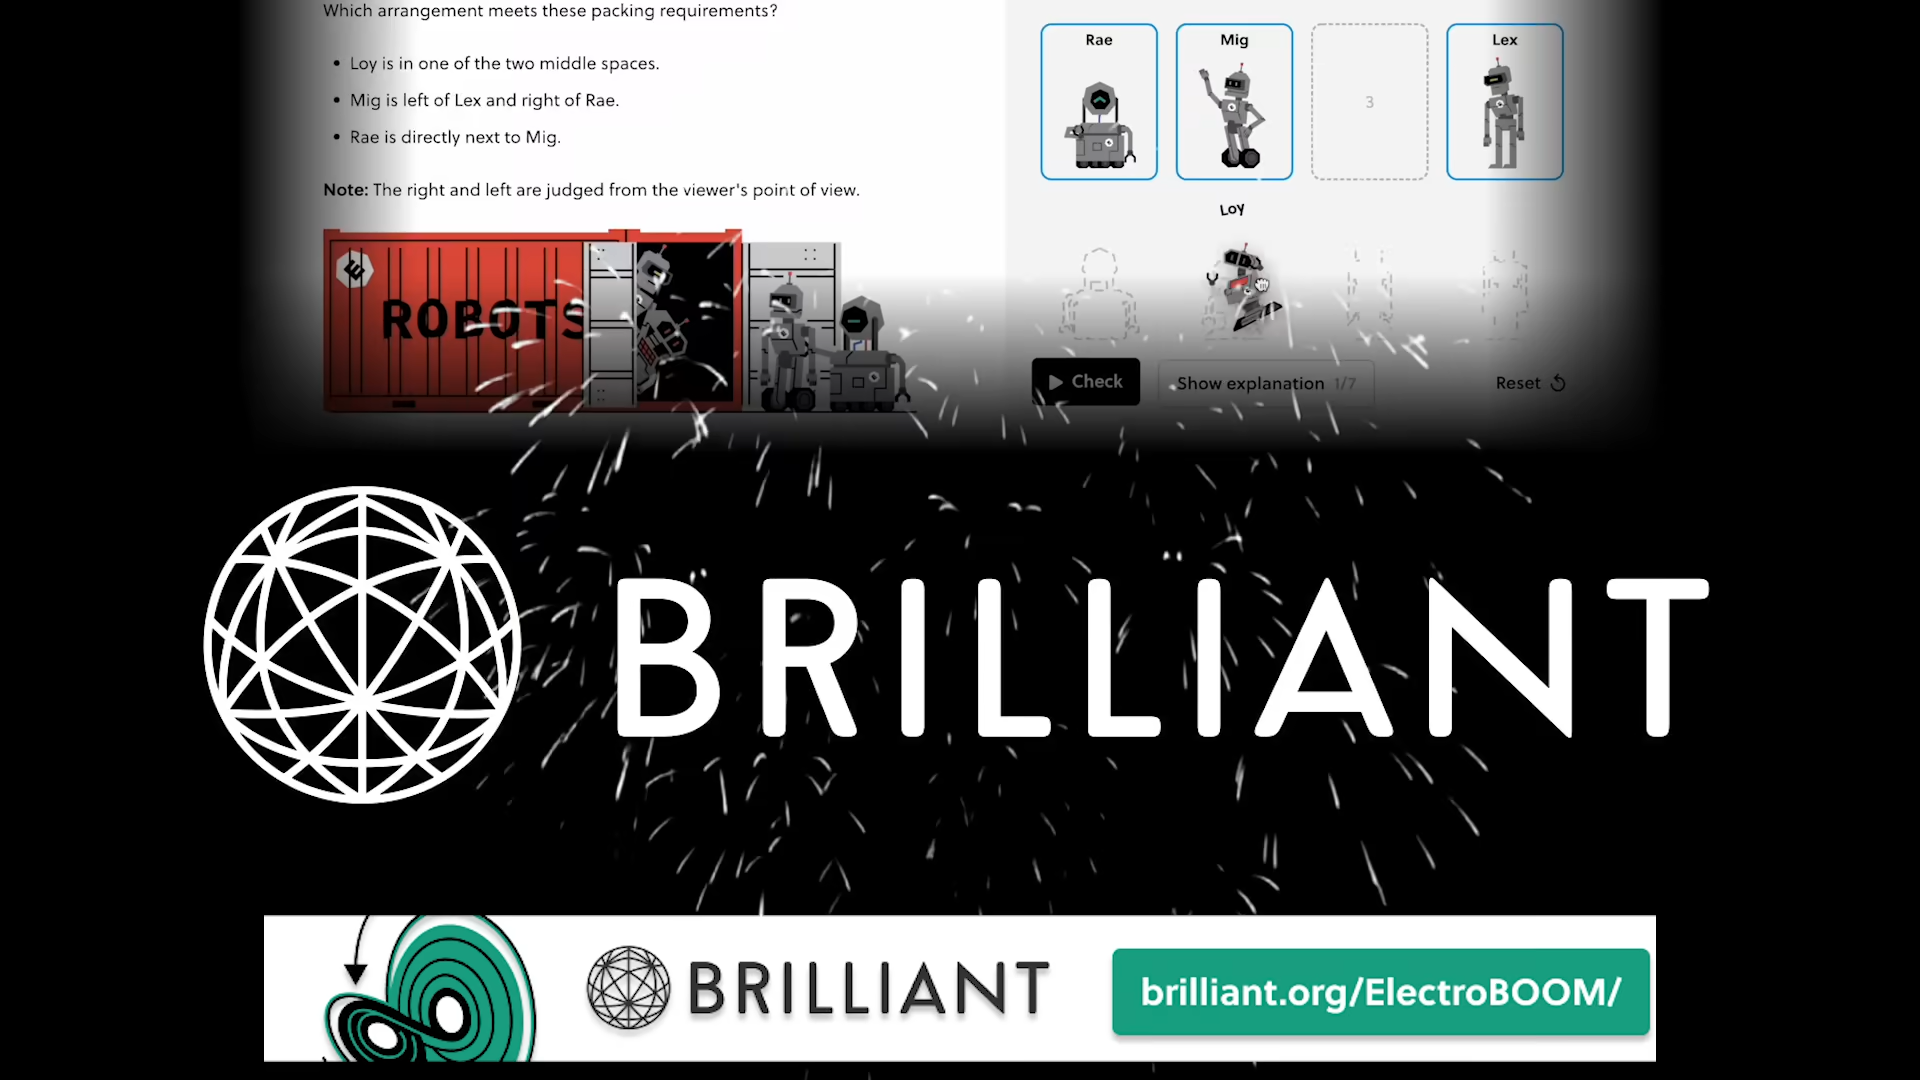 Which arrangement meets these packing requirements?
• Loy is in one of the two middle spaces.
• Mig is left of Lex and right of Rae.
• Rae is directly next to Mig.
Note: The right and left are judged from the viewer's point of view.
ROBOTS
Rae
Mig
3
Lex
Loy
Check
Show explanation 1/7
Reset
BRILLIANT
BRILLIANT
brilliant.org/ElectroBOOM/